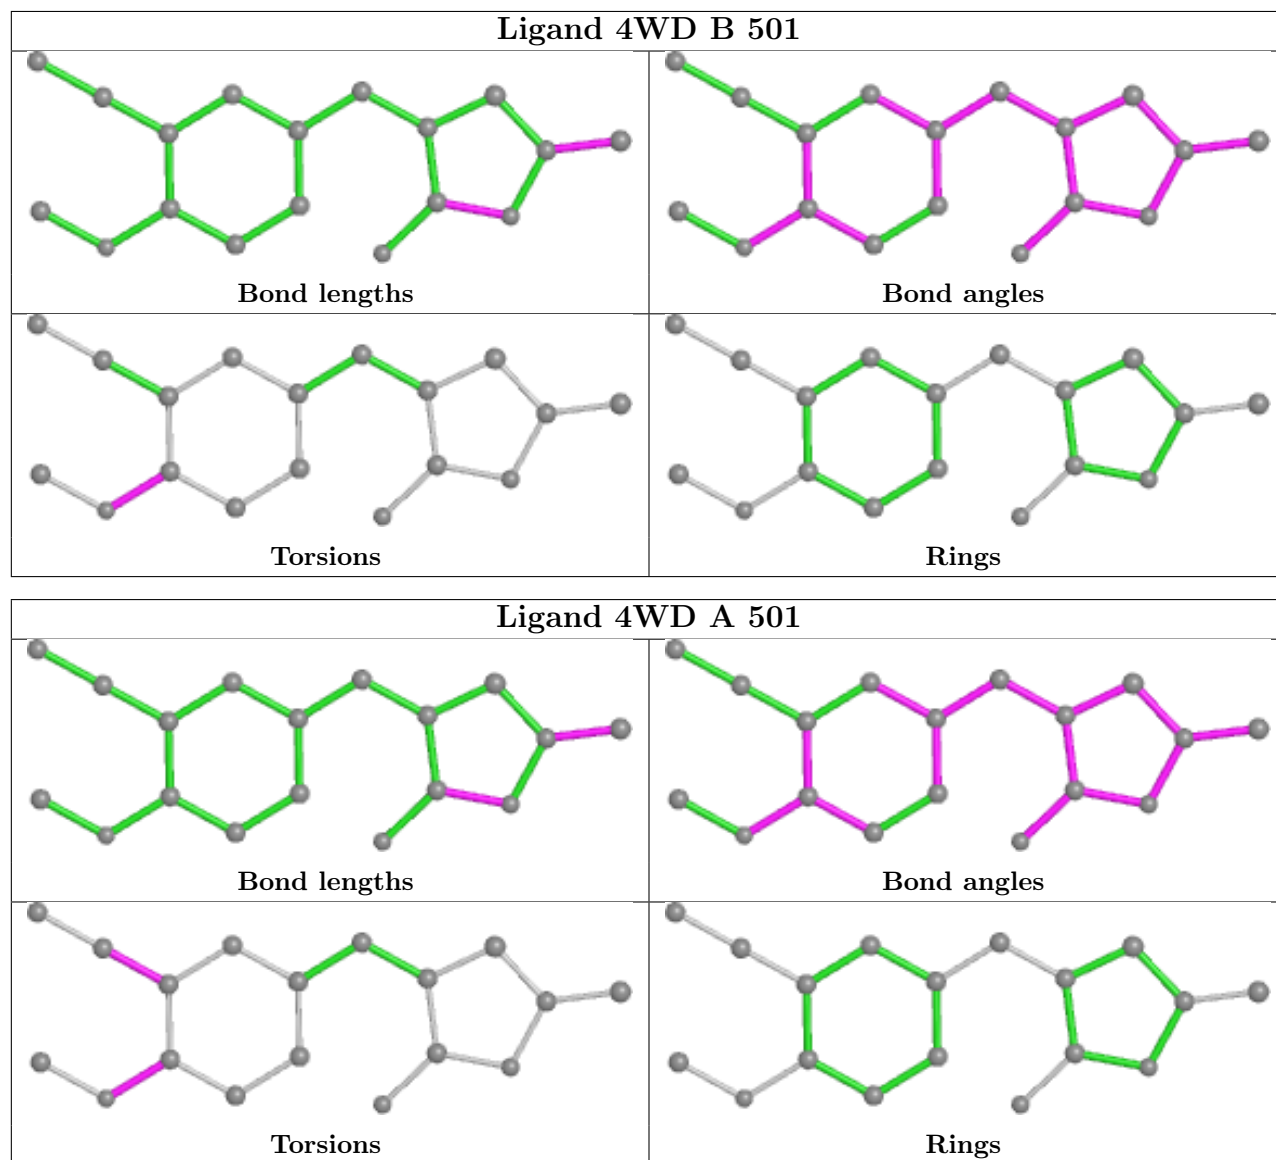 Ligand 4WD B 501
Bond lengths
Bond angles
Torsions
Rings
Ligand 4WD A 501
Bond lengths
Bond angles
Torsions
Rings